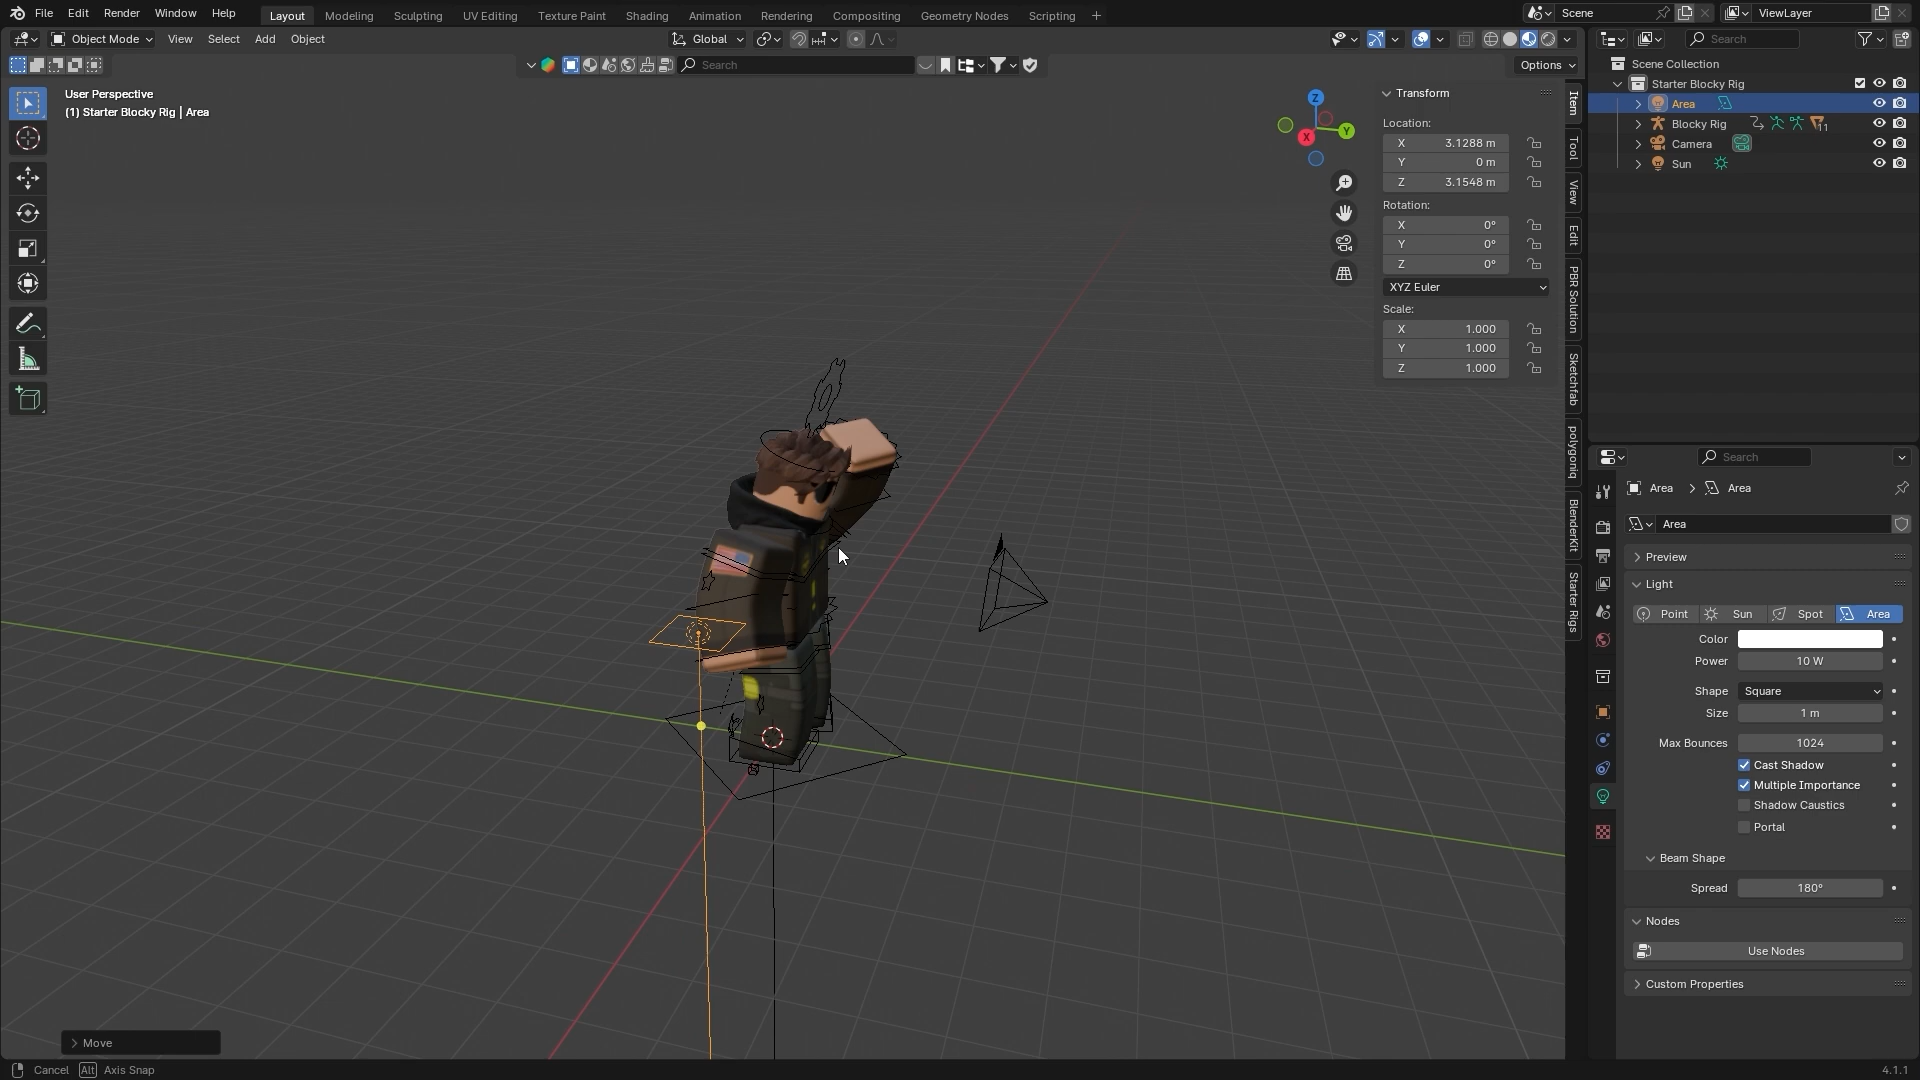 File Edit Render Window Help Layout Modeling Sculpting UV Editing Texture Paint Shading Animation Rendering Compositing Geometry Nodes Scripting + Scene ViewLayer
Object Mode View Select Add Object Global Search
Search Options
User Perspective
(1) Starter Blocky Rig | Area
Z
Y
X
Transform
Location:
X 3.1288 m
Y 0 m
Z 3.1548 m
Rotation:
X 0°
Y 0°
Z 0°
XYZ Euler
Scale:
X 1.000
Y 1.000
Z 1.000
Item
Tool
View
Edit
PBR Solution
Sketchfab
polygoniq
BlenderKit
Starter Rigs
Scene Collection
Starter Blocky Rig
Area
Blocky Rig 11
Camera
Sun
Search
Area > Area
Area
Preview
Light
Point Sun Spot Area
Color
Power 10 W
Shape Square
Size 1 m
Max Bounces 1024
Cast Shadow
Multiple Importance
Shadow Caustics
Portal
Beam Shape
Spread 180°
Nodes
Use Nodes
Custom Properties
Move
Cancel Alt Axis Snap
4.1.1